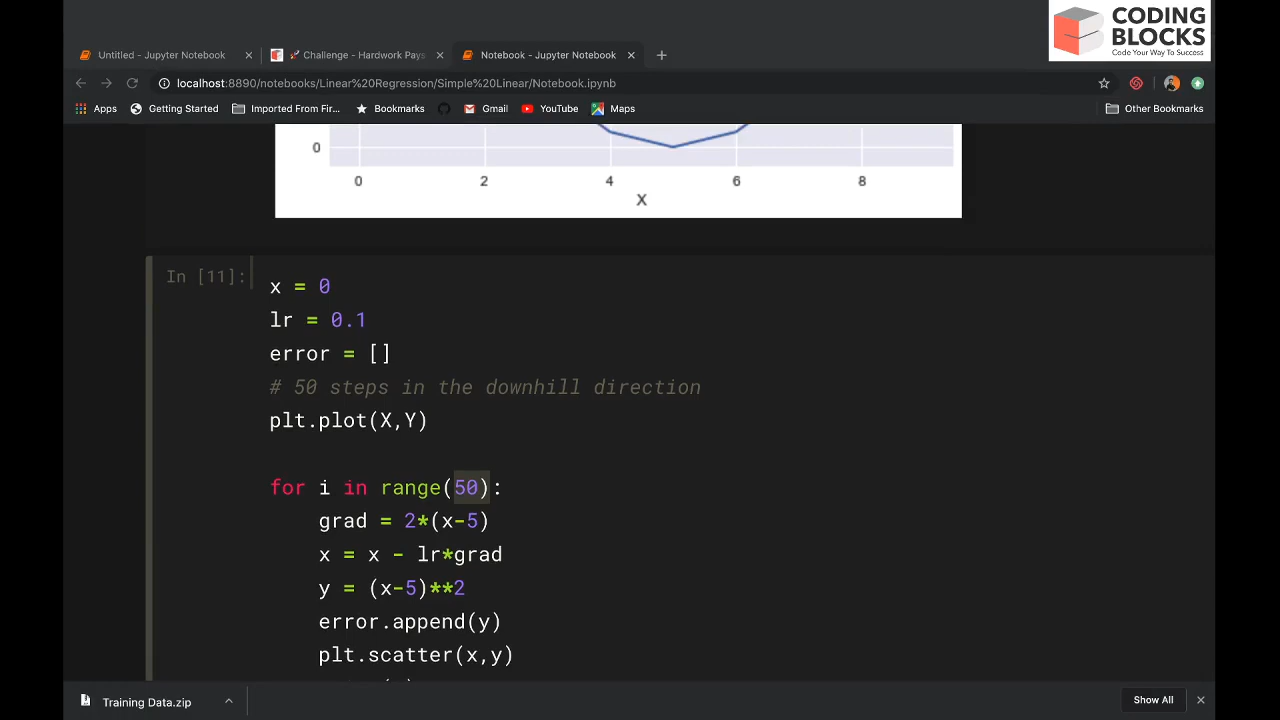 CODING
BLOCKS
Code Your Way To Success
Untitled - Jupyter Notebook
Challenge - Hardwork Pays
Notebook - Jupyter Notebook
localhost:8890/notebooks/Linear%20Regression/Simple%20Linear/Notebook.ipynb
Apps
Getting Started
Imported From Fir...
Bookmarks
Gmail
YouTube
Maps
Other Bookmarks
0
0 2 4 6 8
X
In [11]:
x = 0
lr = 0.1
error = []
# 50 steps in the downhill direction
plt.plot(X,Y)
for i in range(50):
grad = 2*(x-5)
x = x - lr*grad
y = (x-5)**2
error.append(y)
plt.scatter(x,y)
Training Data.zip
Show All